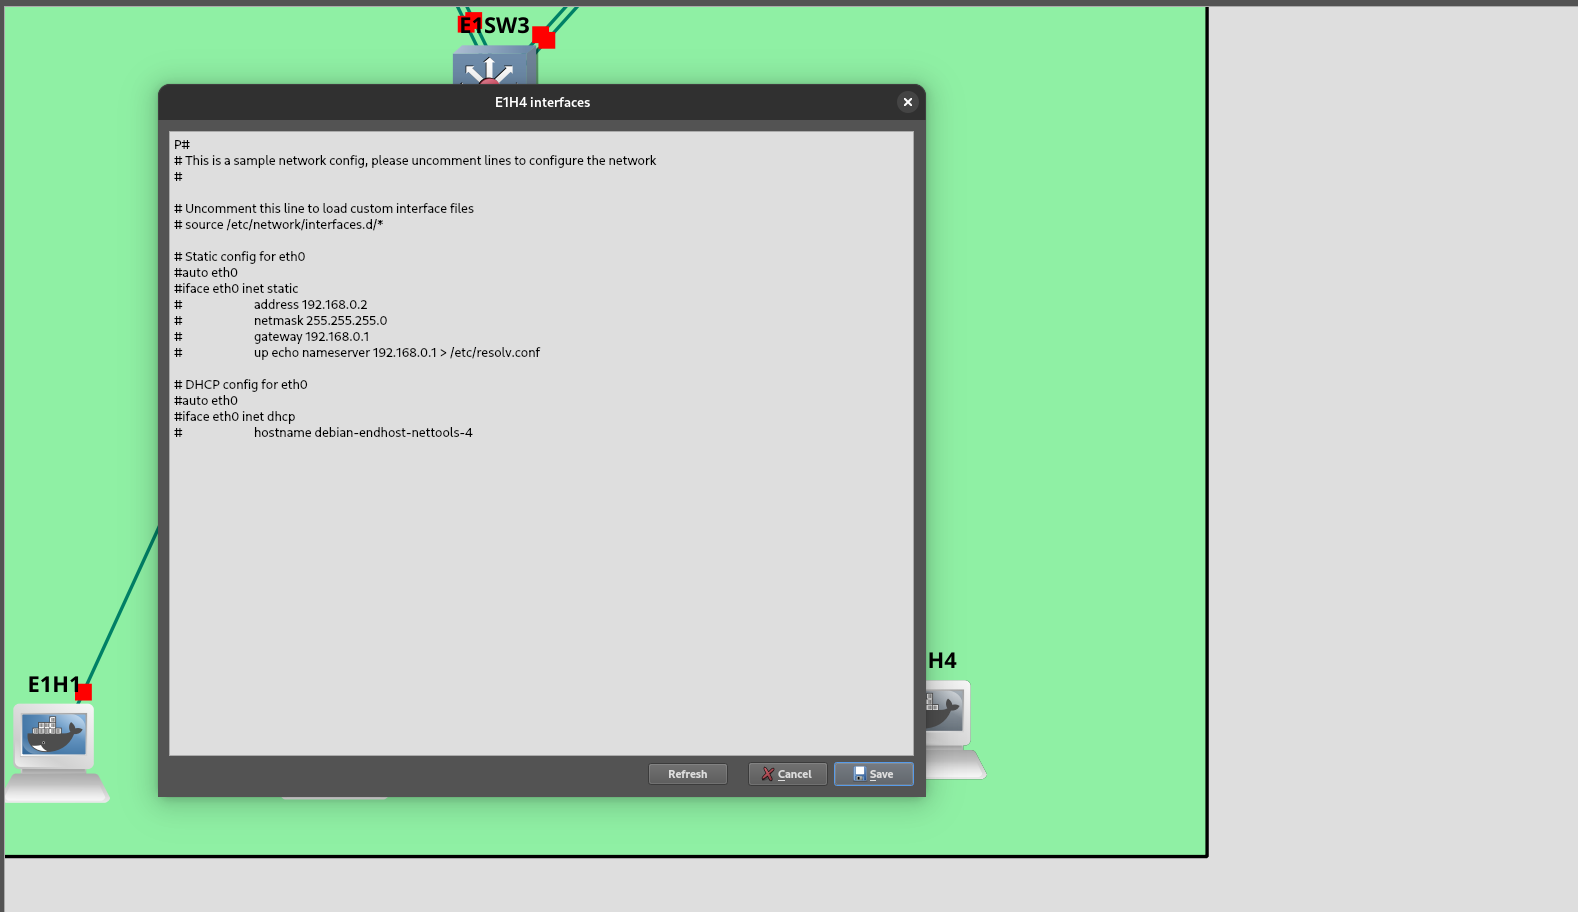 E1SW3
E1H4 interfaces
P#
# This is a sample network config, please uncomment lines to configure the network
#
# Uncomment this line to load custom interface files
# source /etc/network/interfaces.d/*
# Static config for eth0
#auto eth0
#iface eth0 inet static
# address 192.168.0.2
# netmask 255.255.255.0
# gateway 192.168.0.1
# up echo nameserver 192.168.0.1 > /etc/resolv.conf
# DHCP config for eth0
#auto eth0
#iface eth0 inet dhcp
# hostname debian-endhost-nettools-4
E1H1
H4
Refresh
Cancel
Save